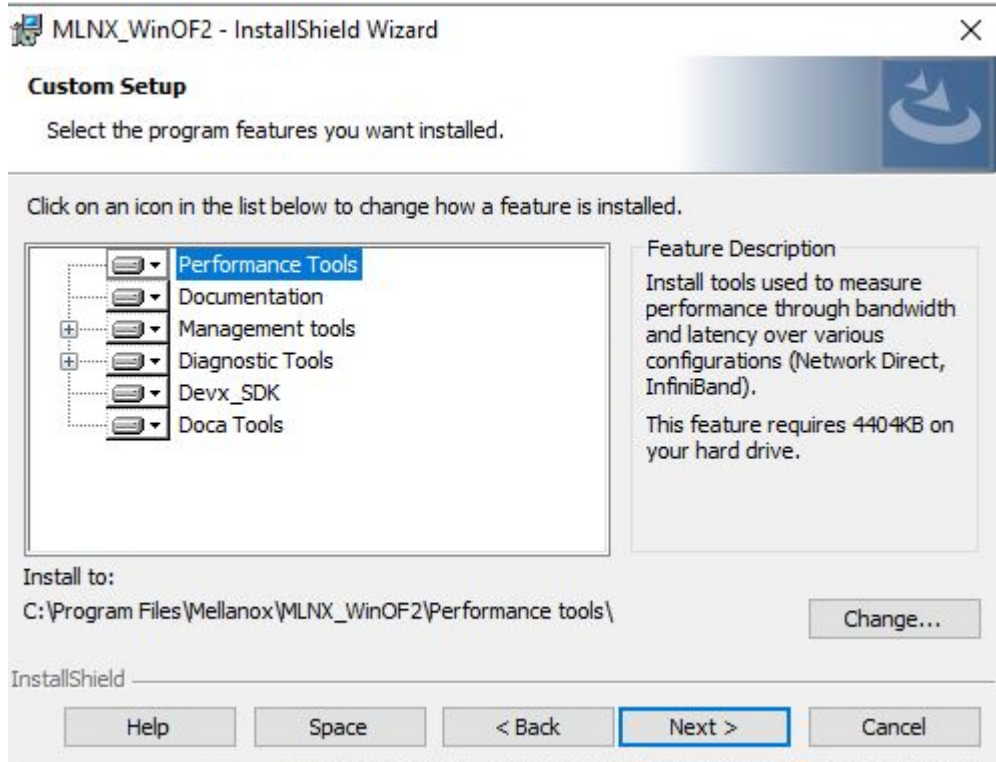 MLNX_WinOF2 - InstallShield Wizard
Custom Setup
Select the program features you want installed.
Click on an icon in the list below to change how a feature is installed.
Performance Tools
Documentation
Management tools
Diagnostic Tools
Devx_SDK
Doca Tools
Feature Description
Install tools used to measure
performance through bandwidth
and latency over various
configurations (Network Direct,
InfiniBand).
This feature requires 4404KB on
your hard drive.
Install to:
C:\Program Files\Mellanox\MLNX_WinOF2\Performance tools\
Change...
InstallShield
Help
Space
< Back
Next >
Cancel